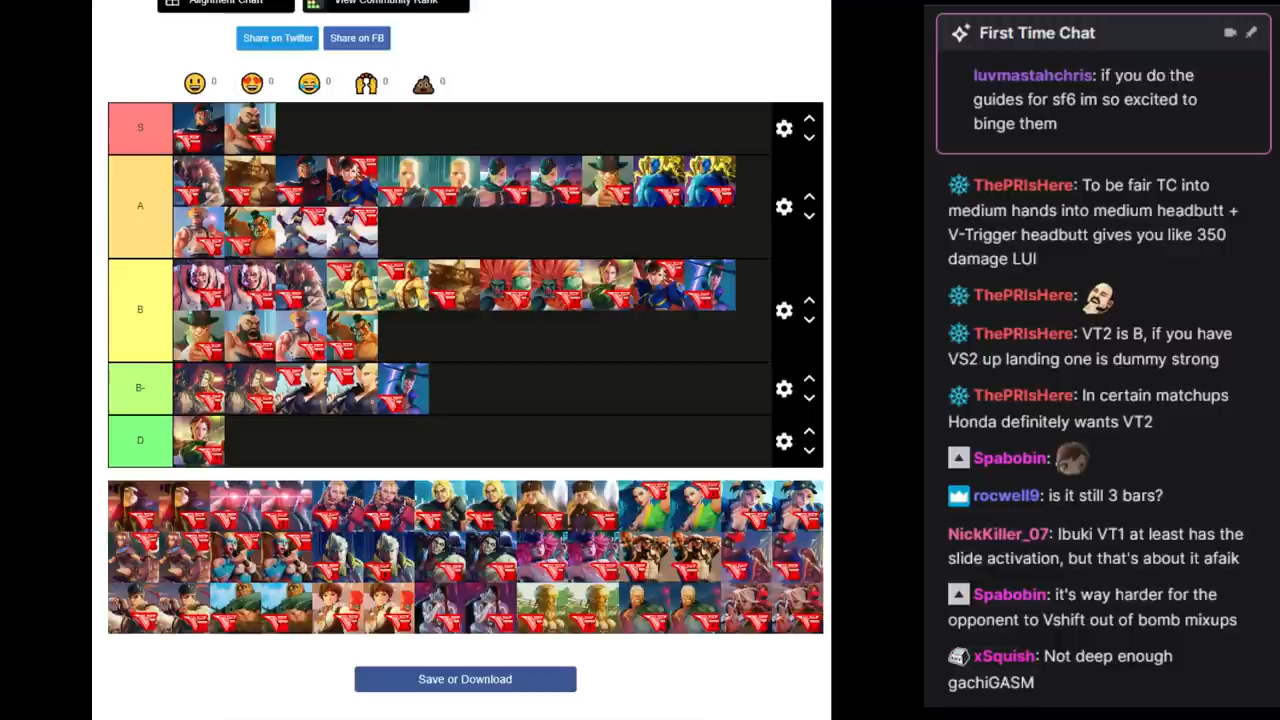 Alignment Chart
View Community Rank
Share on Twitter
Share on FB
0
0
0
0
0
S
A
B
B-
D
Save or Download
First Time Chat
luvmastahchris: if you do the
guides for sf6 im so excited to
binge them
ThePRIsHere: To be fair TC into
medium hands into medium headbutt +
V-Trigger headbutt gives you like 350
damage LUI
ThePRIsHere:
ThePRIsHere: VT2 is B, if you have
VS2 up landing one is dummy strong
ThePRIsHere: In certain matchups
Honda definitely wants VT2
Spabobin:
rocwell9: is it still 3 bars?
NickKiller_07: Ibuki VT1 at least has the
slide activation, but that's about it afaik
Spabobin: it's way harder for the
opponent to Vshift out of bomb mixups
xSquish: Not deep enough
gachiGASM